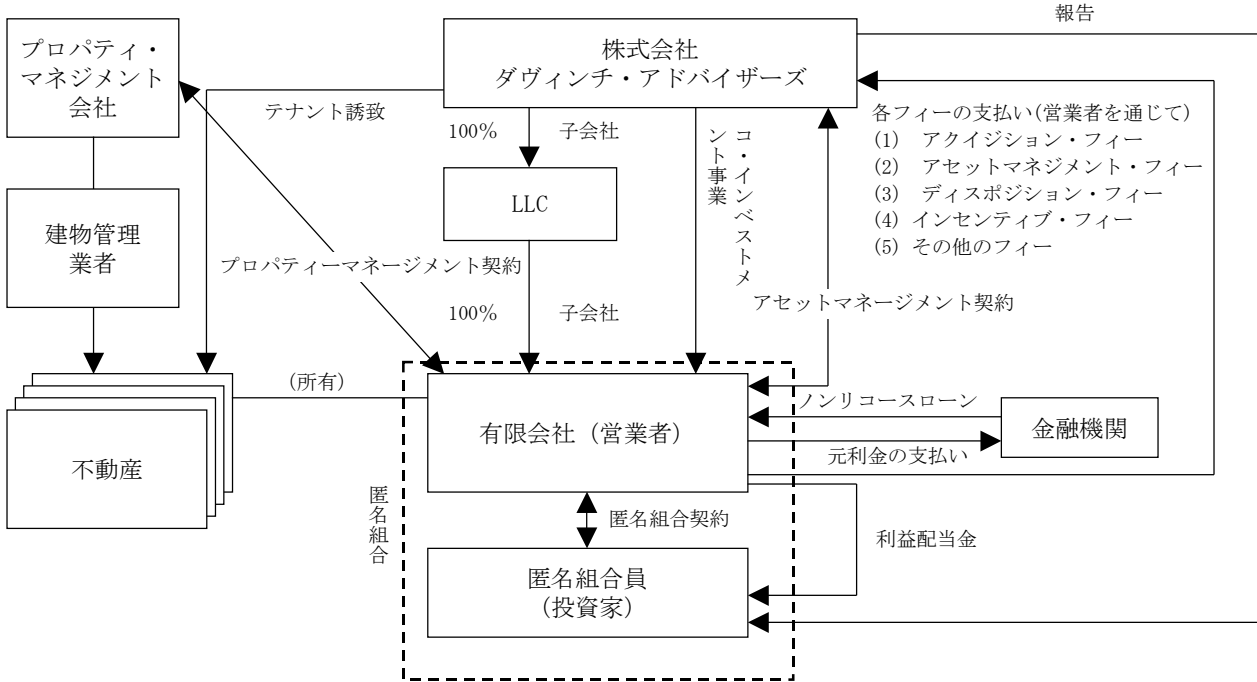 報告
プロパティ・
マネジメント
会社
株式会社
ダヴィンチ・アドバイザーズ
テナント誘致
100%
子会社
コ・インベストメ
ント事業
各フィーの支払い(営業者を通じて)
(1) アクイジション・フィー
(2) アセットマネジメント・フィー
(3) ディスポジション・フィー
(4) インセンティブ・フィー
(5) その他のフィー
LLC
建物管理
業者
プロパティーマネージメント契約
100%
子会社
アセットマネージメント契約
(所有)
有限会社（営業者）
ノンリコースローン
金融機関
元利金の支払い
不動産
匿名組合
匿名組合契約
利益配当金
匿名組合員
（投資家）